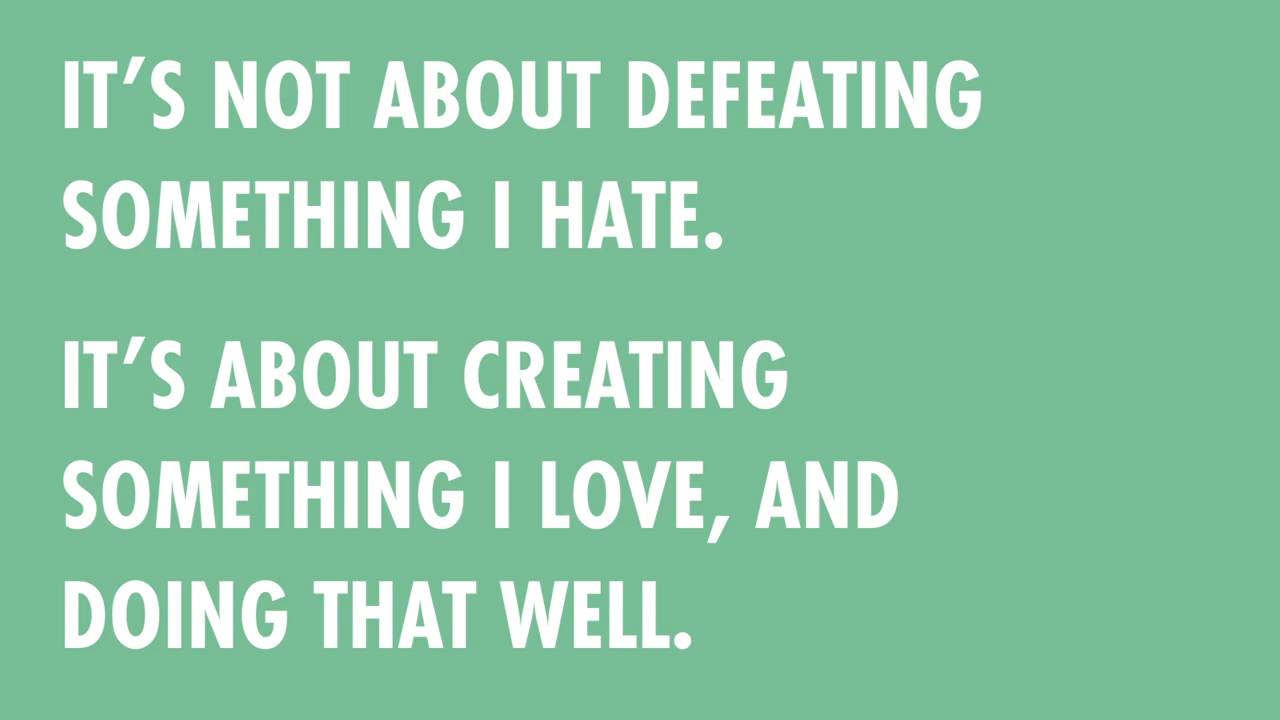 IT’S NOT ABOUT DEFEATING
SOMETHING I HATE.
IT’S ABOUT CREATING
SOMETHING I LOVE, AND
DOING THAT WELL.